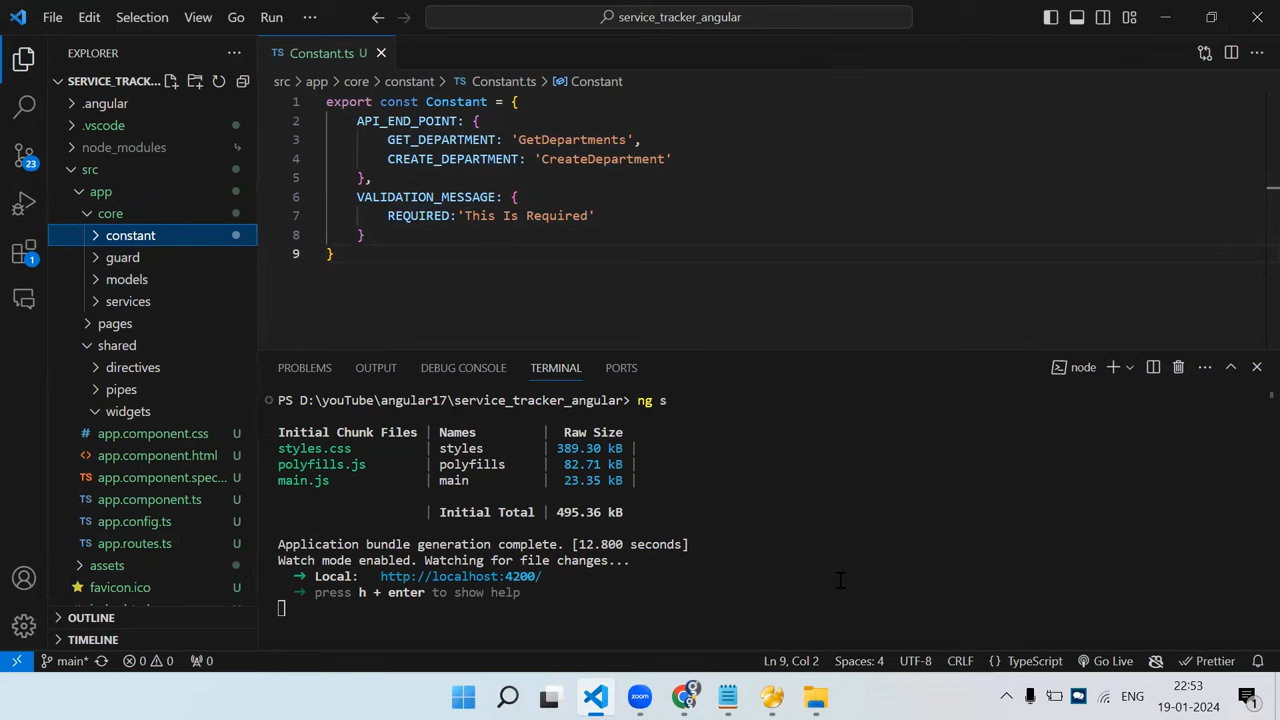 File Edit Selection View Go Run ··· service_tracker_angular
EXPLORER ···
SERVICE_TRACK...
.angular
.vscode
node_modules
src
app
core
constant
guard
models
services
pages
shared
directives
pipes
widgets
app.component.css U
app.component.html U
app.component.spec... U
app.component.ts U
app.config.ts U
app.routes.ts U
assets
favicon.ico U
OUTLINE
TIMELINE
23
1
TS Constant.ts U
src > app > core > constant > TS Constant.ts > Constant
1 export const Constant = {
2 API_END_POINT: {
3 GET_DEPARTMENT: 'GetDepartments',
4 CREATE_DEPARTMENT: 'CreateDepartment'
5 },
6 VALIDATION_MESSAGE: {
7 REQUIRED:'This Is Required'
8 }
9 }
PROBLEMS OUTPUT DEBUG CONSOLE TERMINAL PORTS node
PS D:\youTube\angular17\service_tracker_angular> ng s
Initial Chunk Files | Names | Raw Size
styles.css | styles | 389.30 kB |
polyfills.js | polyfills | 82.71 kB |
main.js | main | 23.35 kB |
| Initial Total | 495.36 kB
Application bundle generation complete. [12.800 seconds]
Watch mode enabled. Watching for file changes...
➜ Local: http://localhost:4200/
➜ press h + enter to show help
main* 0 0 0 Ln 9, Col 2 Spaces: 4 UTF-8 CRLF {} TypeScript Go Live Prettier
zoom
ENG
22:53
19-01-2024
1